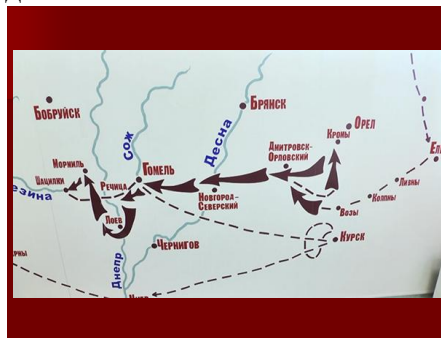 Бобруйск
Брянск
Орел
Кромы
Сож
Десна
Дмитровск-
Орловский
Гомель
Шацилки
Речица
Новгород-
Северский
Возы
Колпны
Ливны
Лоев
Чернигов
Курск
Днепр